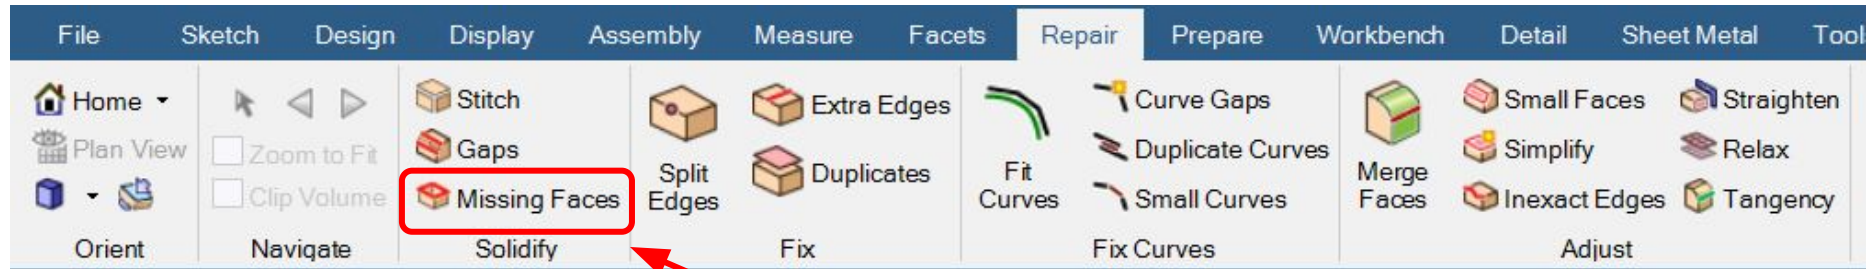 File Sketch Design Display Assembly Measure Facets Repair Prepare Workbench Detail Sheet Metal
Home
Plan View
Orient
Zoom to Fit
Clip Volume
Navigate
Stitch
Gaps
Missing Faces
Solidify
Split
Edges
Extra Edges
Duplicates
Fix
Fit
Curves
Curve Gaps
Duplicate Curves
Small Curves
Fix Curves
Merge
Faces
Small Faces
Simplify
Inexact Edges
Straighten
Relax
Tangency
Adjust